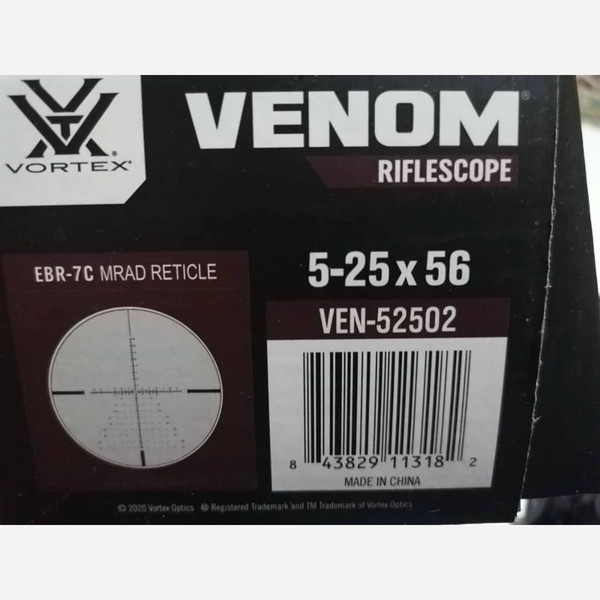 VORTEX®
VENOM®
RIFLESCOPE
EBR-7C MRAD RETICLE
5-25 x 56
VEN-52502
8 43829 11318 2
MADE IN CHINA
© 2020 Vortex Optics ® Registered Trademark and TM Trademark of Vortex Optics